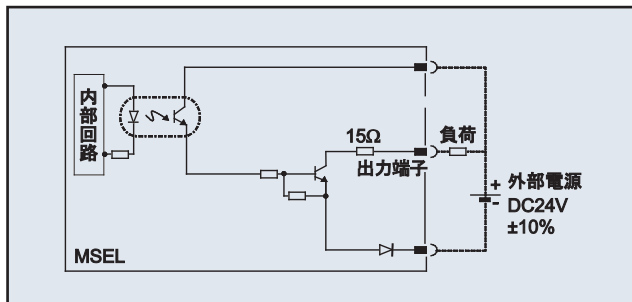 内部回路
15Ω
出力端子
負荷
+
-
外部電源
DC24V
±10%
MSEL